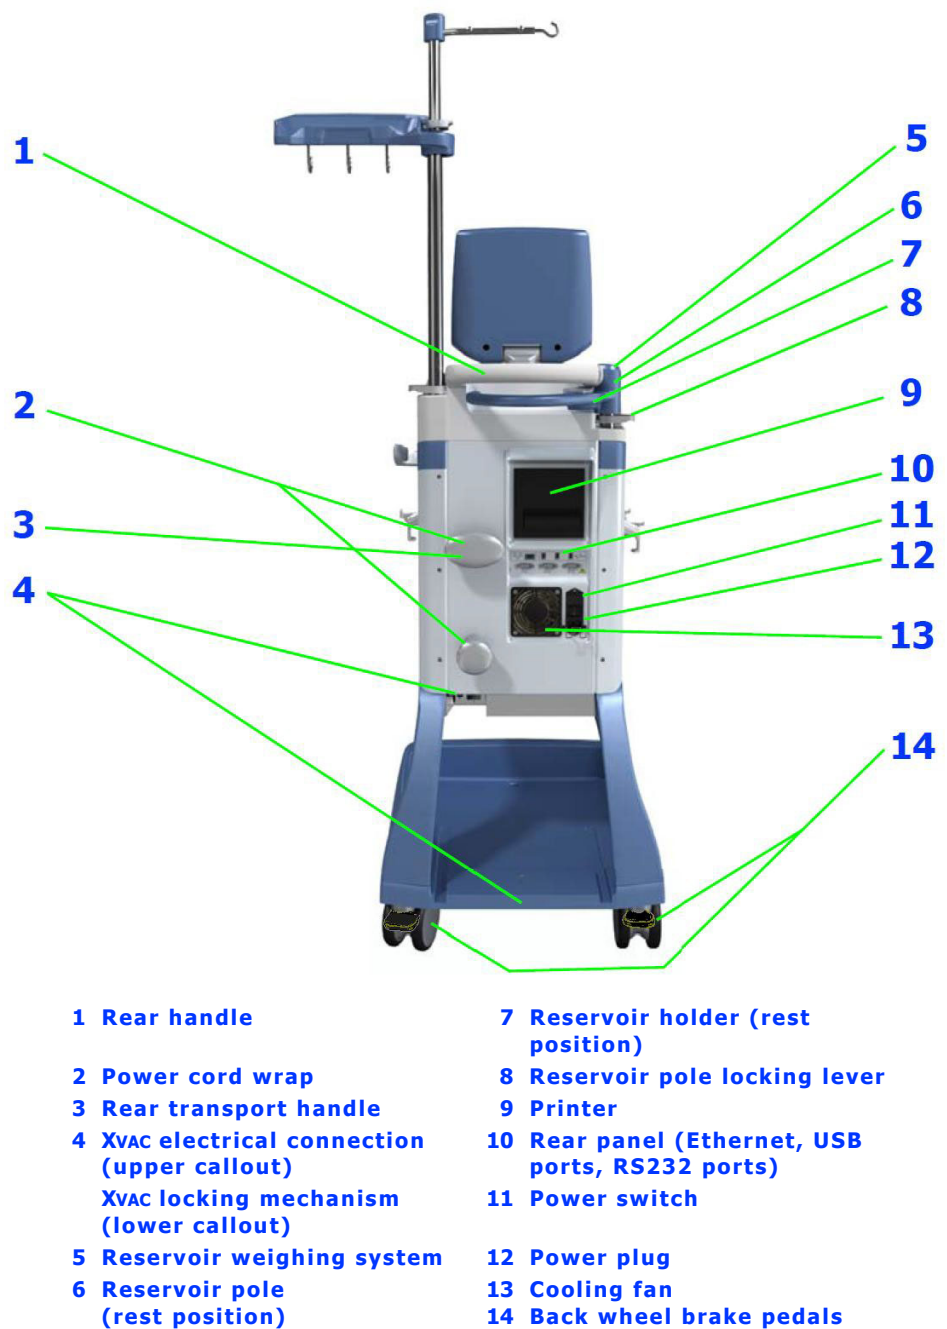 1
2
3
4
5
6
7
8
9
10
11
12
13
14
1 Rear handle
2 Power cord wrap
3 Rear transport handle
4 XVAC electrical connection
(upper callout)
XVAC locking mechanism
(lower callout)
5 Reservoir weighing system
6 Reservoir pole
(rest position)
7 Reservoir holder (rest
position)
8 Reservoir pole locking lever
9 Printer
10 Rear panel (Ethernet, USB
ports, RS232 ports)
11 Power switch
12 Power plug
13 Cooling fan
14 Back wheel brake pedals